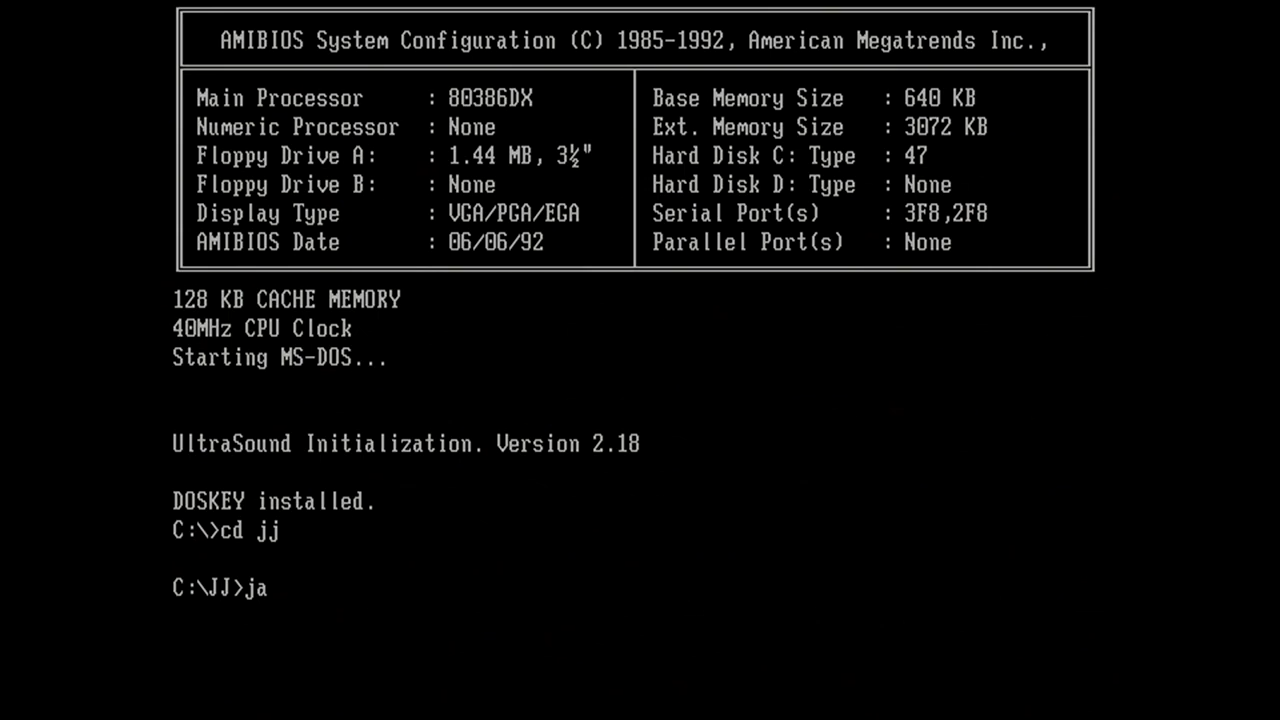 AMIBIOS System Configuration (C) 1985-1992, American Megatrends Inc.,
Main Processor : 80386DX
Numeric Processor : None
Floppy Drive A: : 1.44 MB, 3½"
Floppy Drive B: : None
Display Type : VGA/PGA/EGA
AMIBIOS Date : 06/06/92
Base Memory Size : 640 KB
Ext. Memory Size : 3072 KB
Hard Disk C: Type : 47
Hard Disk D: Type : None
Serial Port(s) : 3F8,2F8
Parallel Port(s) : None
128 KB CACHE MEMORY
40MHz CPU Clock
Starting MS-DOS...
UltraSound Initialization. Version 2.18
DOSKEY installed.
C:\>cd jj
C:\JJ>ja